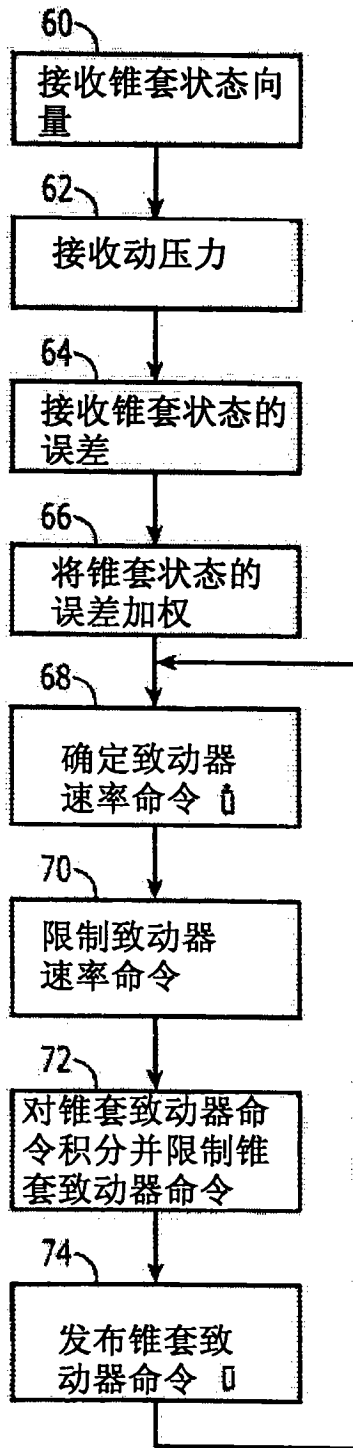 60
接收锥套状态向
量
62
接收动压力
64
接收锥套状态的
误差
66
将锥套状态的
误差加权
68
确定致动器
速率命令
70
限制致动器
速率命令
72
对锥套致动器命
令积分并限制锥
套致动器命令
74
发布锥套致
动器命令